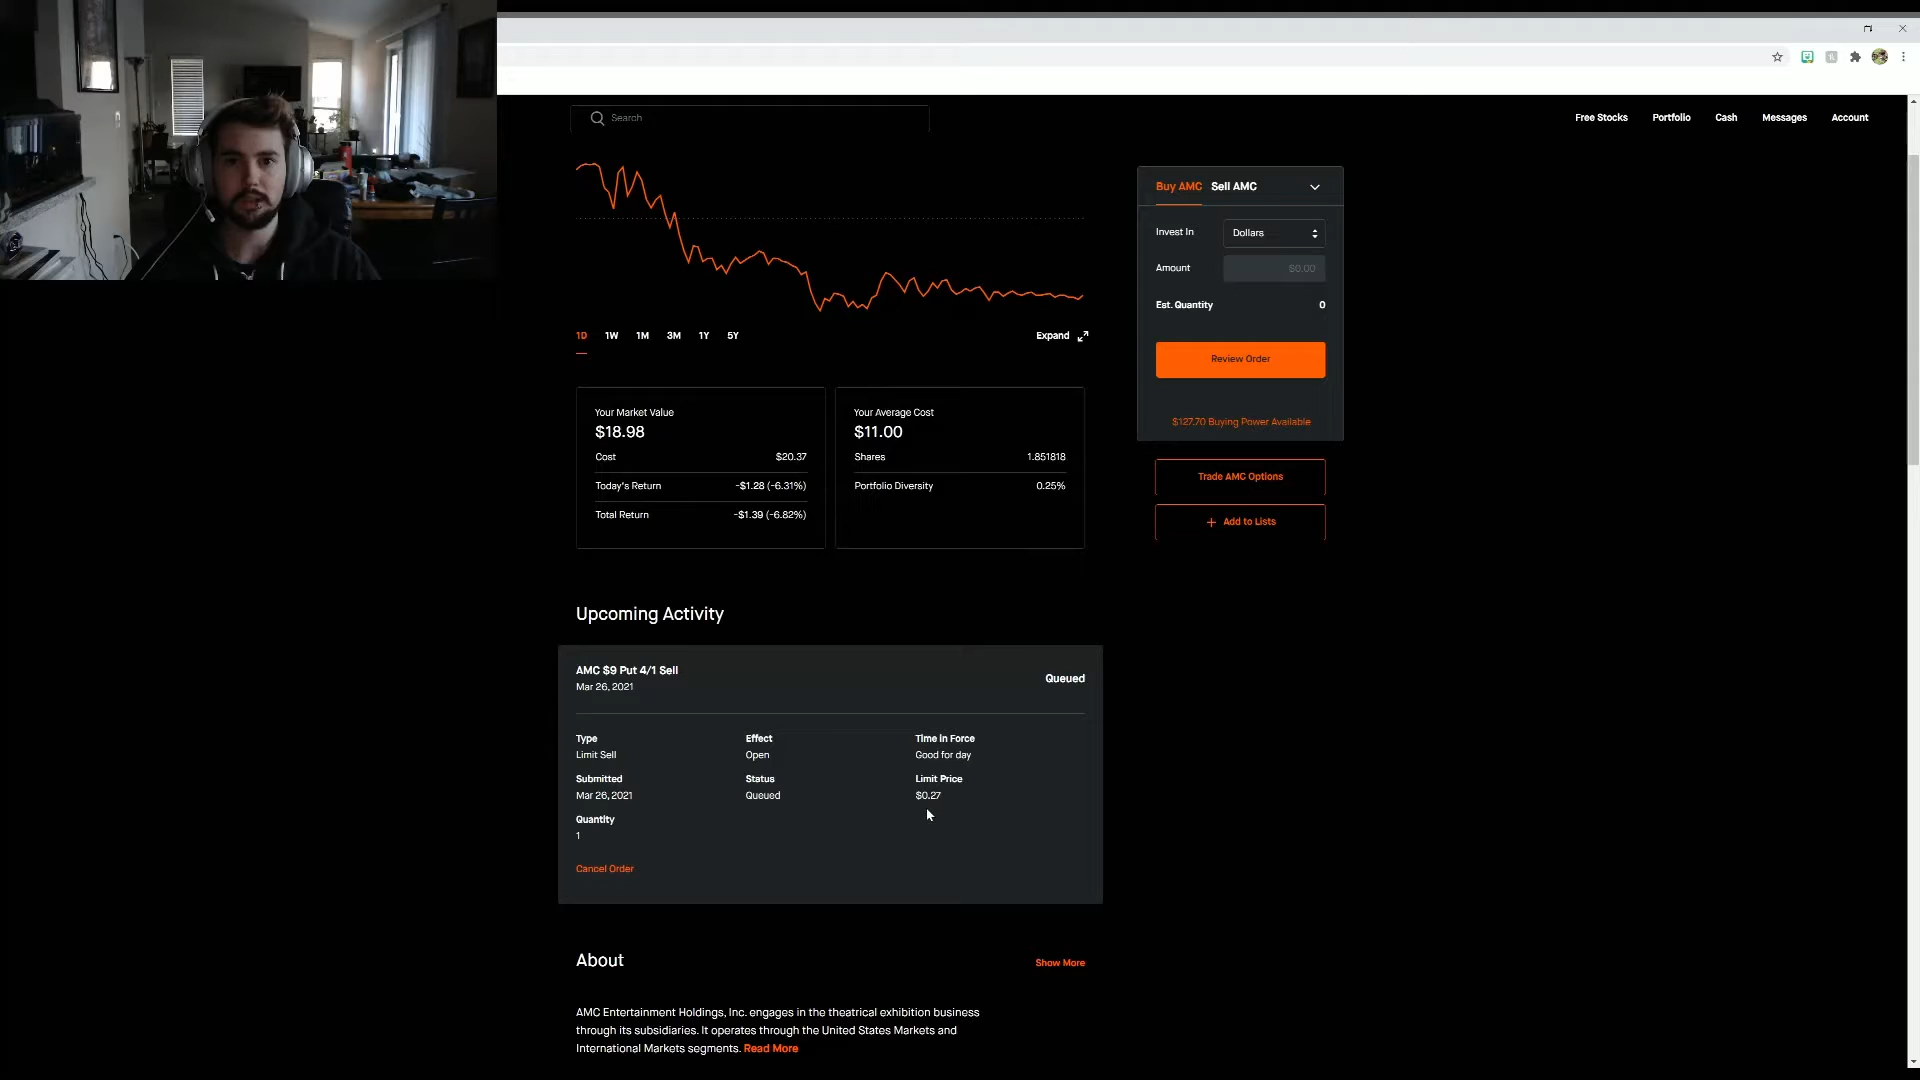 Search
Free Stocks
Portfolio
Cash
Messages
Account
Buy AMC
Sell AMC
Invest In
Dollars
Amount
$0.00
Est. Quantity
0
Review Order
$127.70 Buying Power Available
Trade AMC Options
+ Add to Lists
1D
1W
1M
3M
1Y
5Y
Expand
Your Market Value
$18.98
Cost
$20.37
Today's Return
-$1.28 (-6.31%)
Total Return
-$1.39 (-6.82%)
Your Average Cost
$11.00
Shares
1.851818
Portfolio Diversity
0.25%
Upcoming Activity
AMC $9 Put 4/1 Sell
Mar 26, 2021
Queued
Type
Limit Sell
Effect
Open
Time in Force
Good for day
Submitted
Mar 26, 2021
Status
Queued
Limit Price
$0.27
Quantity
1
Cancel Order
About
Show More
AMC Entertainment Holdings, Inc. engages in the theatrical exhibition business
through its subsidiaries. It operates through the United States Markets and
International Markets segments. Read More